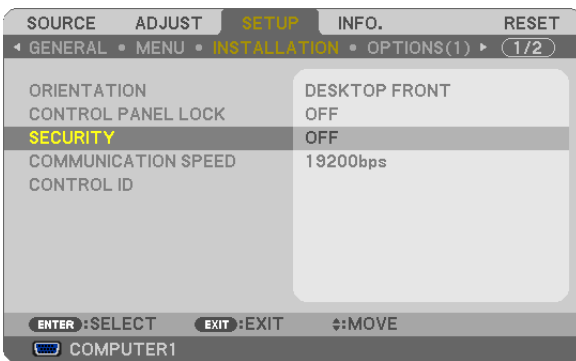 SOURCE ADJUST SETUP INFO. RESET
◂ GENERAL • MENU • INSTALLATION • OPTIONS(1) ▸ 1/2
ORIENTATION DESKTOP FRONT
CONTROL PANEL LOCK OFF
SECURITY OFF
COMMUNICATION SPEED 19200bps
CONTROL ID
ENTER :SELECT EXIT :EXIT ♦:MOVE
COMPUTER1